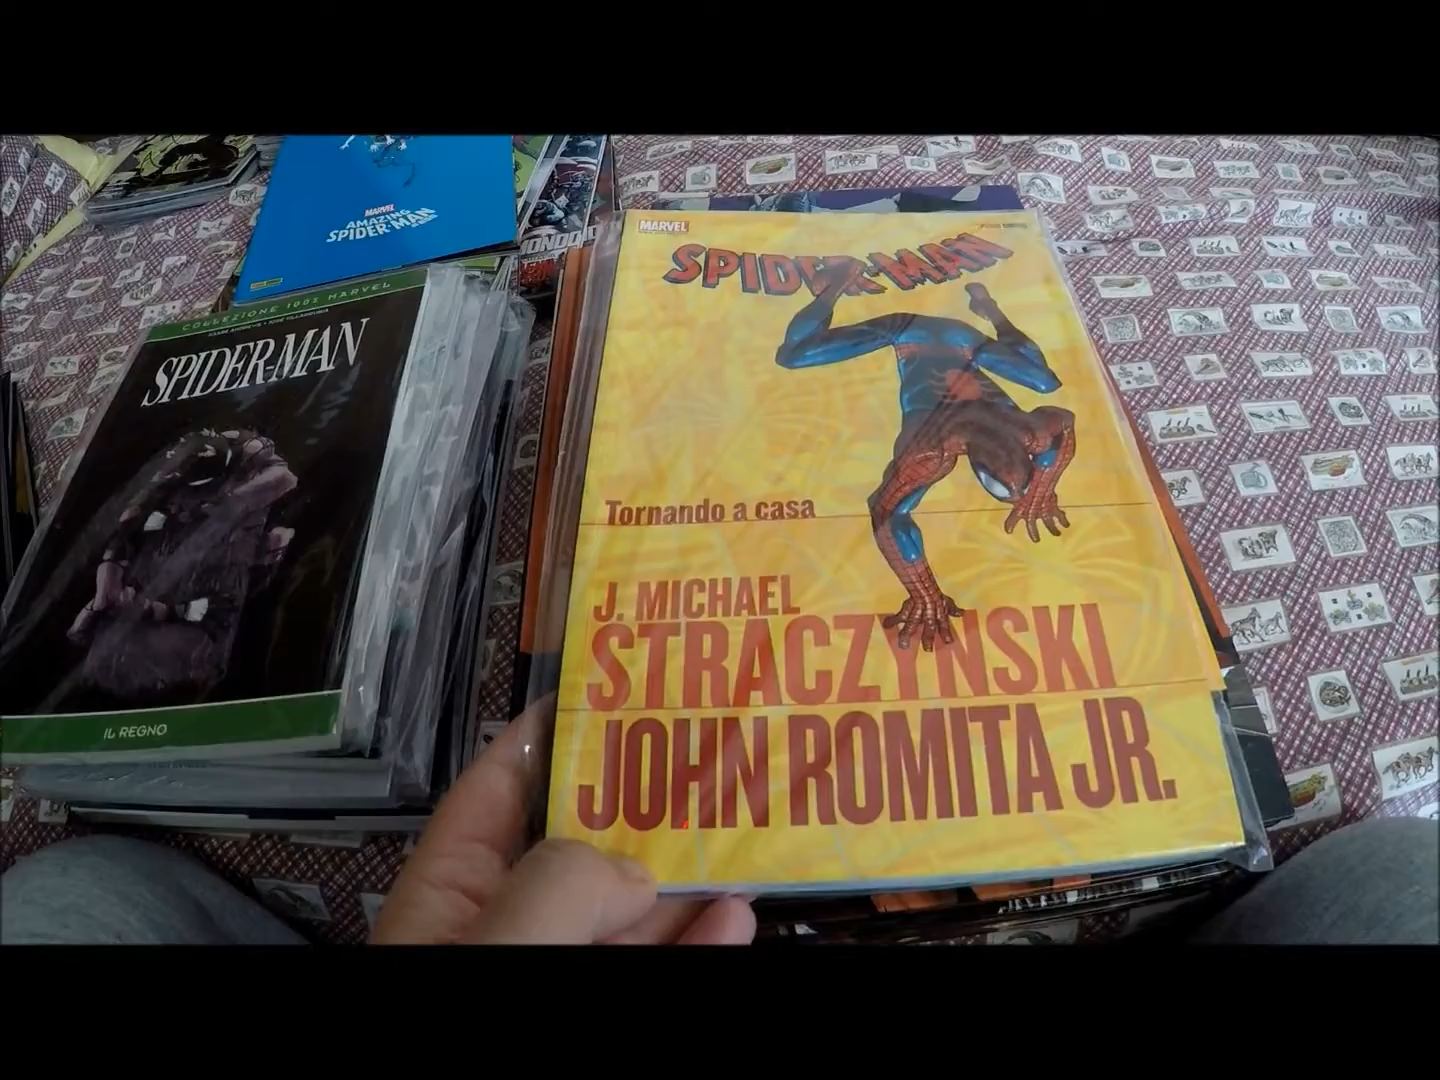 MARVEL
AMAZING
SPIDER-MAN
COLLEZIONE 100% MARVEL
SPIDER-MAN
IL REGNO
MARVEL
SPIDER-MAN
Tornando a casa
J. MICHAEL
STRACZYNSKI
JOHN ROMITA JR.